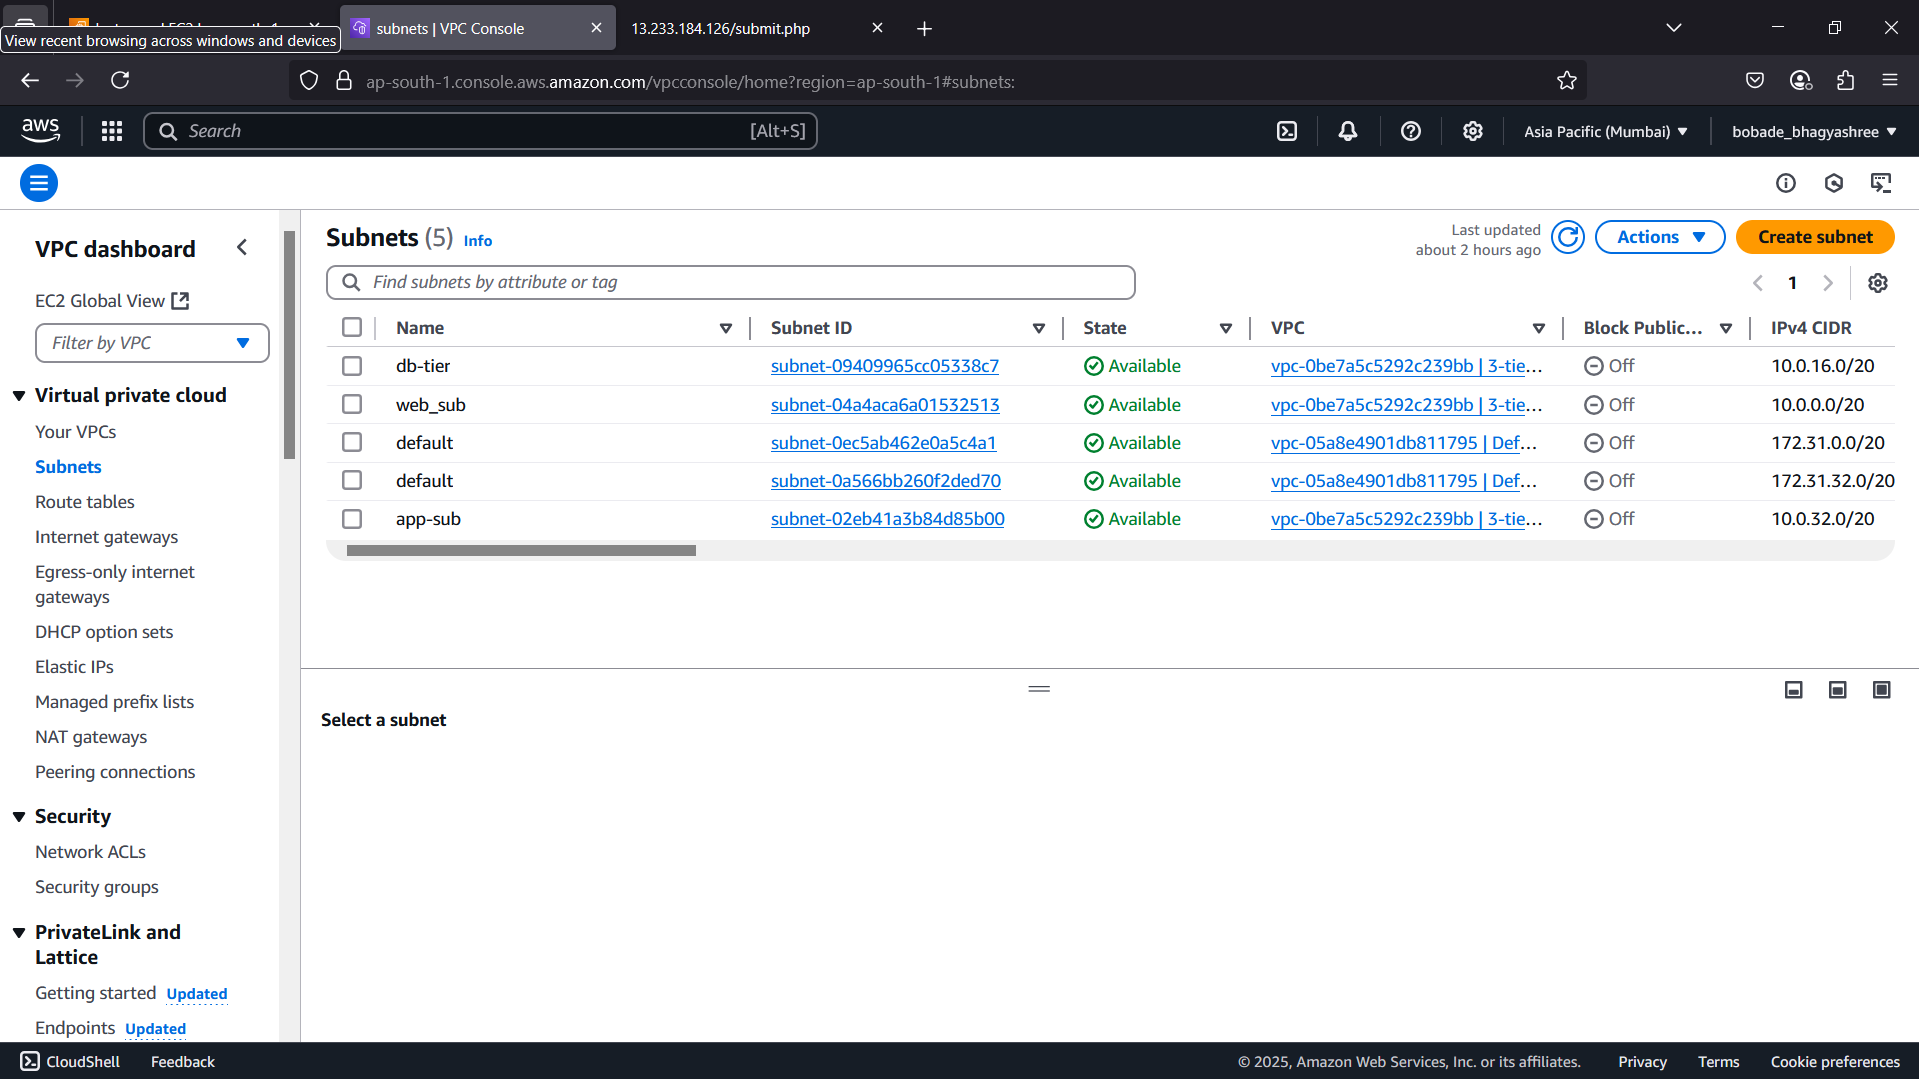 View recent browsing across windows and devices
subnets | VPC Console
13.233.184.126/submit.php
ap-south-1.console.aws.amazon.com/vpcconsole/home?region=ap-south-1#subnets:
aws
Search
[Alt+S]
Asia Pacific (Mumbai)
bobade_bhagyashree
VPC dashboard
EC2 Global View
Filter by VPC
Virtual private cloud
Your VPCs
Subnets
Route tables
Internet gateways
Egress-only internet
gateways
DHCP option sets
Elastic IPs
Managed prefix lists
NAT gateways
Peering connections
Security
Network ACLs
Security groups
PrivateLink and
Lattice
Getting started Updated
Endpoints Updated
Subnets (5) Info
Last updated
about 2 hours ago
Actions
Create subnet
Find subnets by attribute or tag
1
Name Subnet ID State VPC Block Public... IPv4 CIDR
db-tier subnet-09409965cc05338c7 Available vpc-0be7a5c5292c239bb | 3-tie... Off 10.0.16.0/20
web_sub subnet-04a4aca6a01532513 Available vpc-0be7a5c5292c239bb | 3-tie... Off 10.0.0.0/20
default subnet-0ec5ab462e0a5c4a1 Available vpc-05a8e4901db811795 | Def... Off 172.31.0.0/20
default subnet-0a566bb260f2ded70 Available vpc-05a8e4901db811795 | Def... Off 172.31.32.0/20
app-sub subnet-02eb41a3b84d85b00 Available vpc-0be7a5c5292c239bb | 3-tie... Off 10.0.32.0/20
Select a subnet
CloudShell
Feedback
© 2025, Amazon Web Services, Inc. or its affiliates.
Privacy
Terms
Cookie preferences